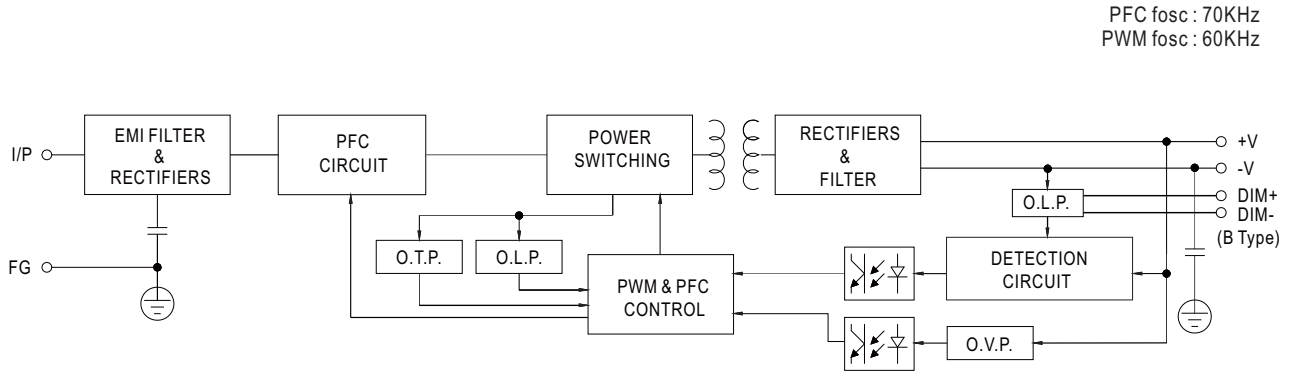 PFC fosc : 70KHz
PWM fosc : 60KHz
I/P
EMI FILTER
&
RECTIFIERS
PFC
CIRCUIT
POWER
SWITCHING
RECTIFIERS
&
FILTER
+V
-V
DIM+
DIM-
(B Type)
O.L.P.
FG
O.T.P.
O.L.P.
PWM & PFC
CONTROL
DETECTION
CIRCUIT
O.V.P.